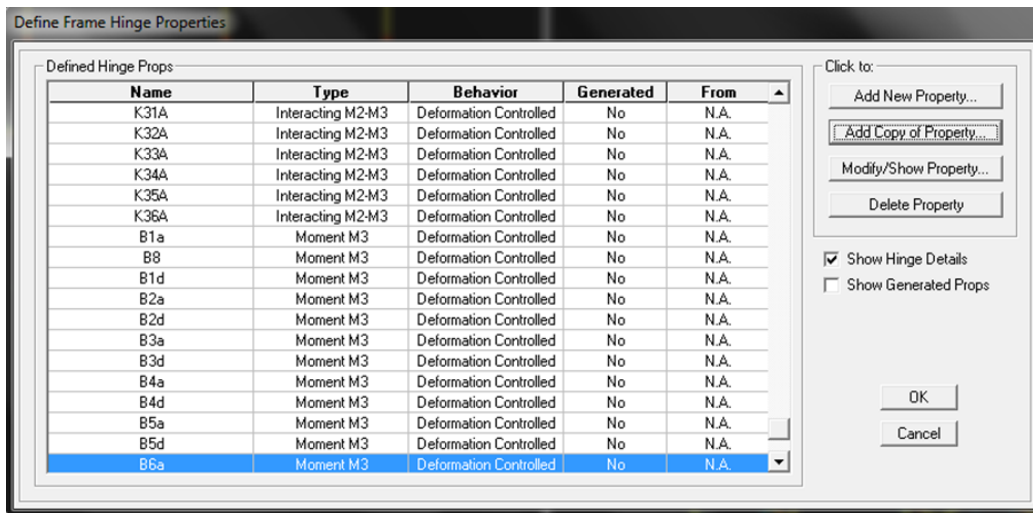 Define Frame Hinge Properties
Defined Hinge Props
Name Type Behavior Generated From
K31A Interacting M2-M3 Deformation Controlled No N.A.
K32A Interacting M2-M3 Deformation Controlled No N.A.
K33A Interacting M2-M3 Deformation Controlled No N.A.
K34A Interacting M2-M3 Deformation Controlled No N.A.
K35A Interacting M2-M3 Deformation Controlled No N.A.
K36A Interacting M2-M3 Deformation Controlled No N.A.
B1a Moment M3 Deformation Controlled No N.A.
B8 Moment M3 Deformation Controlled No N.A.
B1d Moment M3 Deformation Controlled No N.A.
B2a Moment M3 Deformation Controlled No N.A.
B2d Moment M3 Deformation Controlled No N.A.
B3a Moment M3 Deformation Controlled No N.A.
B3d Moment M3 Deformation Controlled No N.A.
B4a Moment M3 Deformation Controlled No N.A.
B4d Moment M3 Deformation Controlled No N.A.
B5a Moment M3 Deformation Controlled No N.A.
B5d Moment M3 Deformation Controlled No N.A.
B6a Moment M3 Deformation Controlled No N.A.
Click to:
Add New Property...
Add Copy of Property...
Modify/Show Property...
Delete Property
Show Hinge Details
Show Generated Props
OK
Cancel